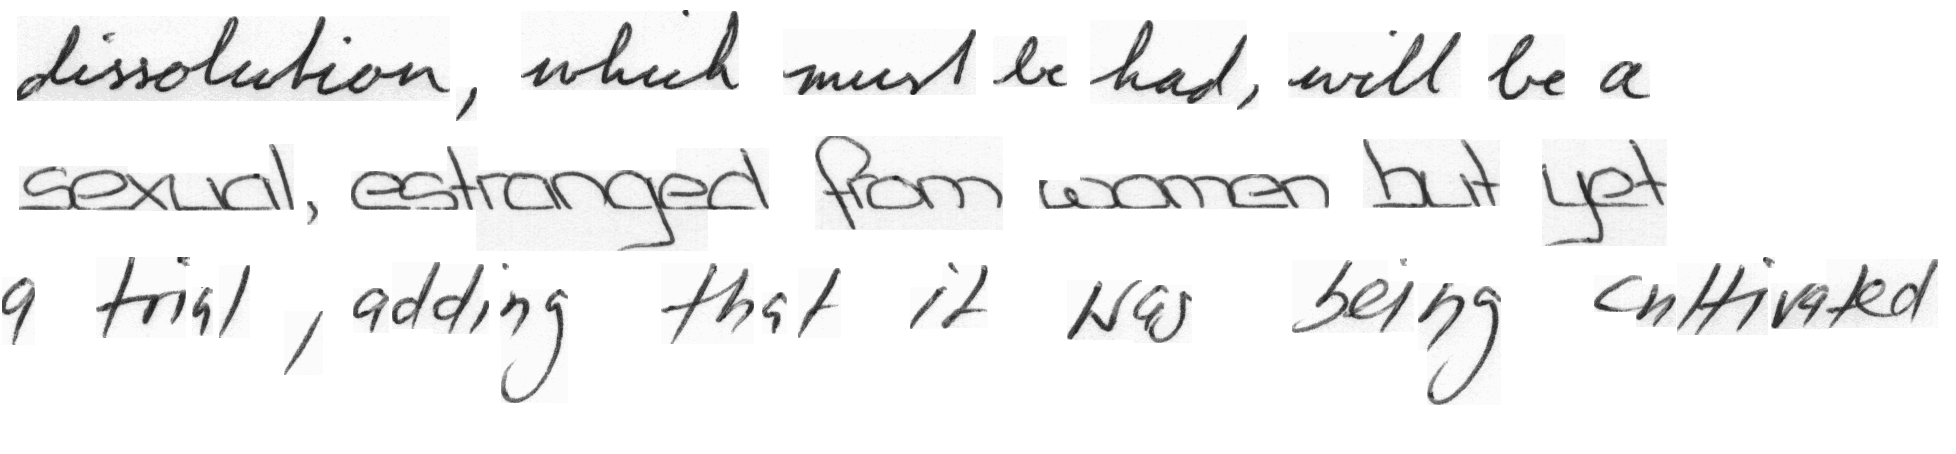 dissolution, which must be had, will be a
sexual, estranged from women but yet
a trial, adding that it was being cultivated